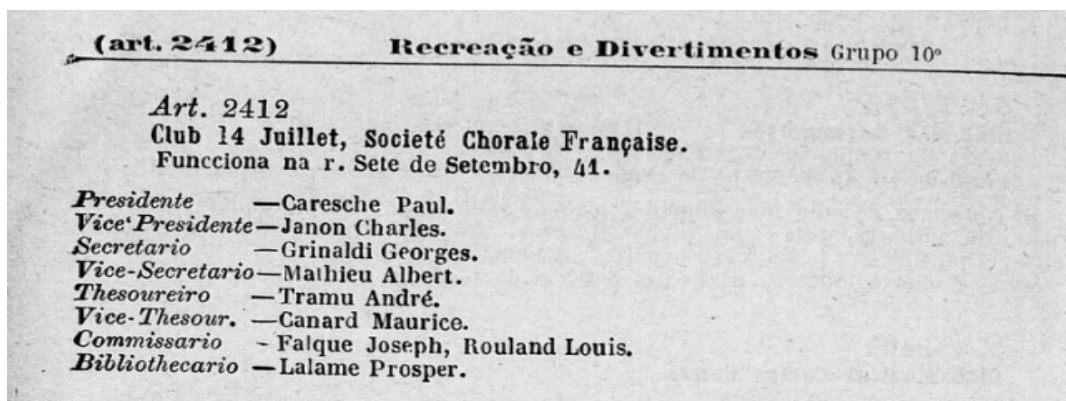 (art. 2412) Recreação e Divertimentos Grupo 10º
Art. 2412
Club 14 Juillet, Societé Chorale Française.
Funcciona na r. Sete de Setembro, 41.
Presidente —Caresche Paul.
Vice'Presidente—Janon Charles.
Secretario —Grinaldi Georges.
Vice-Secretario—Mathieu Albert.
Thesoureiro —Tramu André.
Vice-Thesour. —Canard Maurice.
Commissario - Falque Joseph, Rouland Louis.
Bibliothecario —Lalame Prosper.